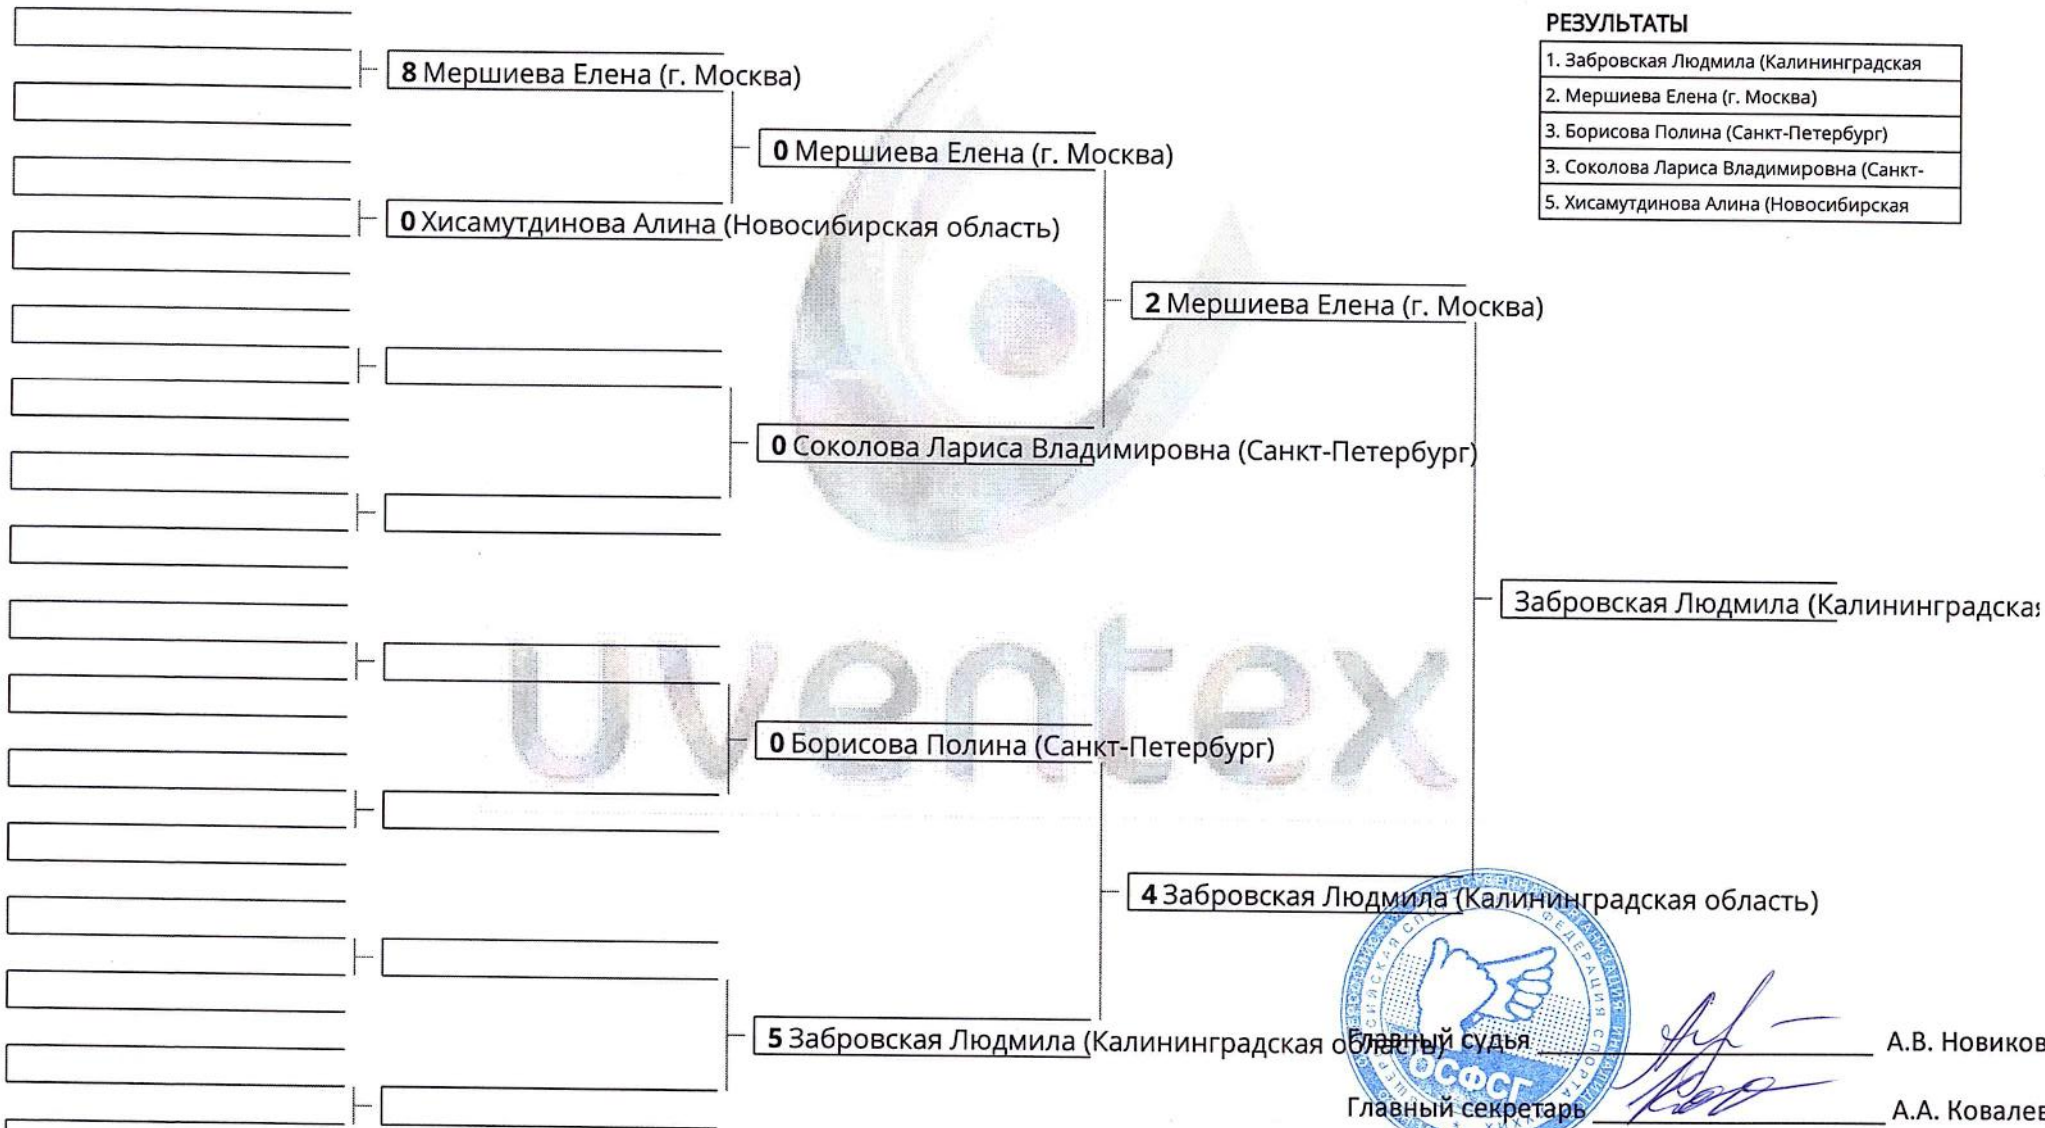 РЕЗУЛЬТАТЫ
1. Забровская Людмила (Калининградская
2. Мершиева Елена (г. Москва)
3. Борисова Полина (Санкт-Петербург)
3. Соколова Лариса Владимировна (Санкт-
5. Хисамутдинова Алина (Новосибирская
8 Мершиева Елена (г. Москва)
0 Мершиева Елена (г. Москва)
0 Хисамутдинова Алина (Новосибирская область)
2 Мершиева Елена (г. Москва)
0 Соколова Лариса Владимировна (Санкт-Петербург)
Забровская Людмила (Калининградская
uventex
0 Борисова Полина (Санкт-Петербург)
4 Забровская Людмила (Калининградская область)
5 Забровская Людмила (Калининградская область)
ОСФСГ
Главный судья А.В. Новиков
Главный секретарь А.А. Ковалев